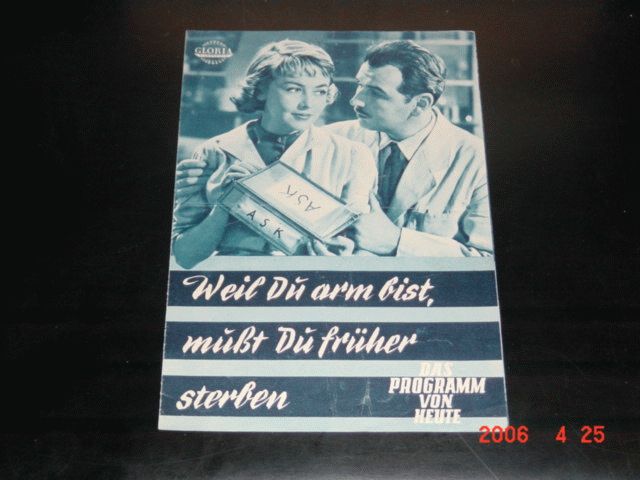 GLORIA
ASK
A.S.K
Weil Du arm bist,
mußt Du früher
sterben
DAS
PROGRAMM
VON
HEUTE
2006 4 25